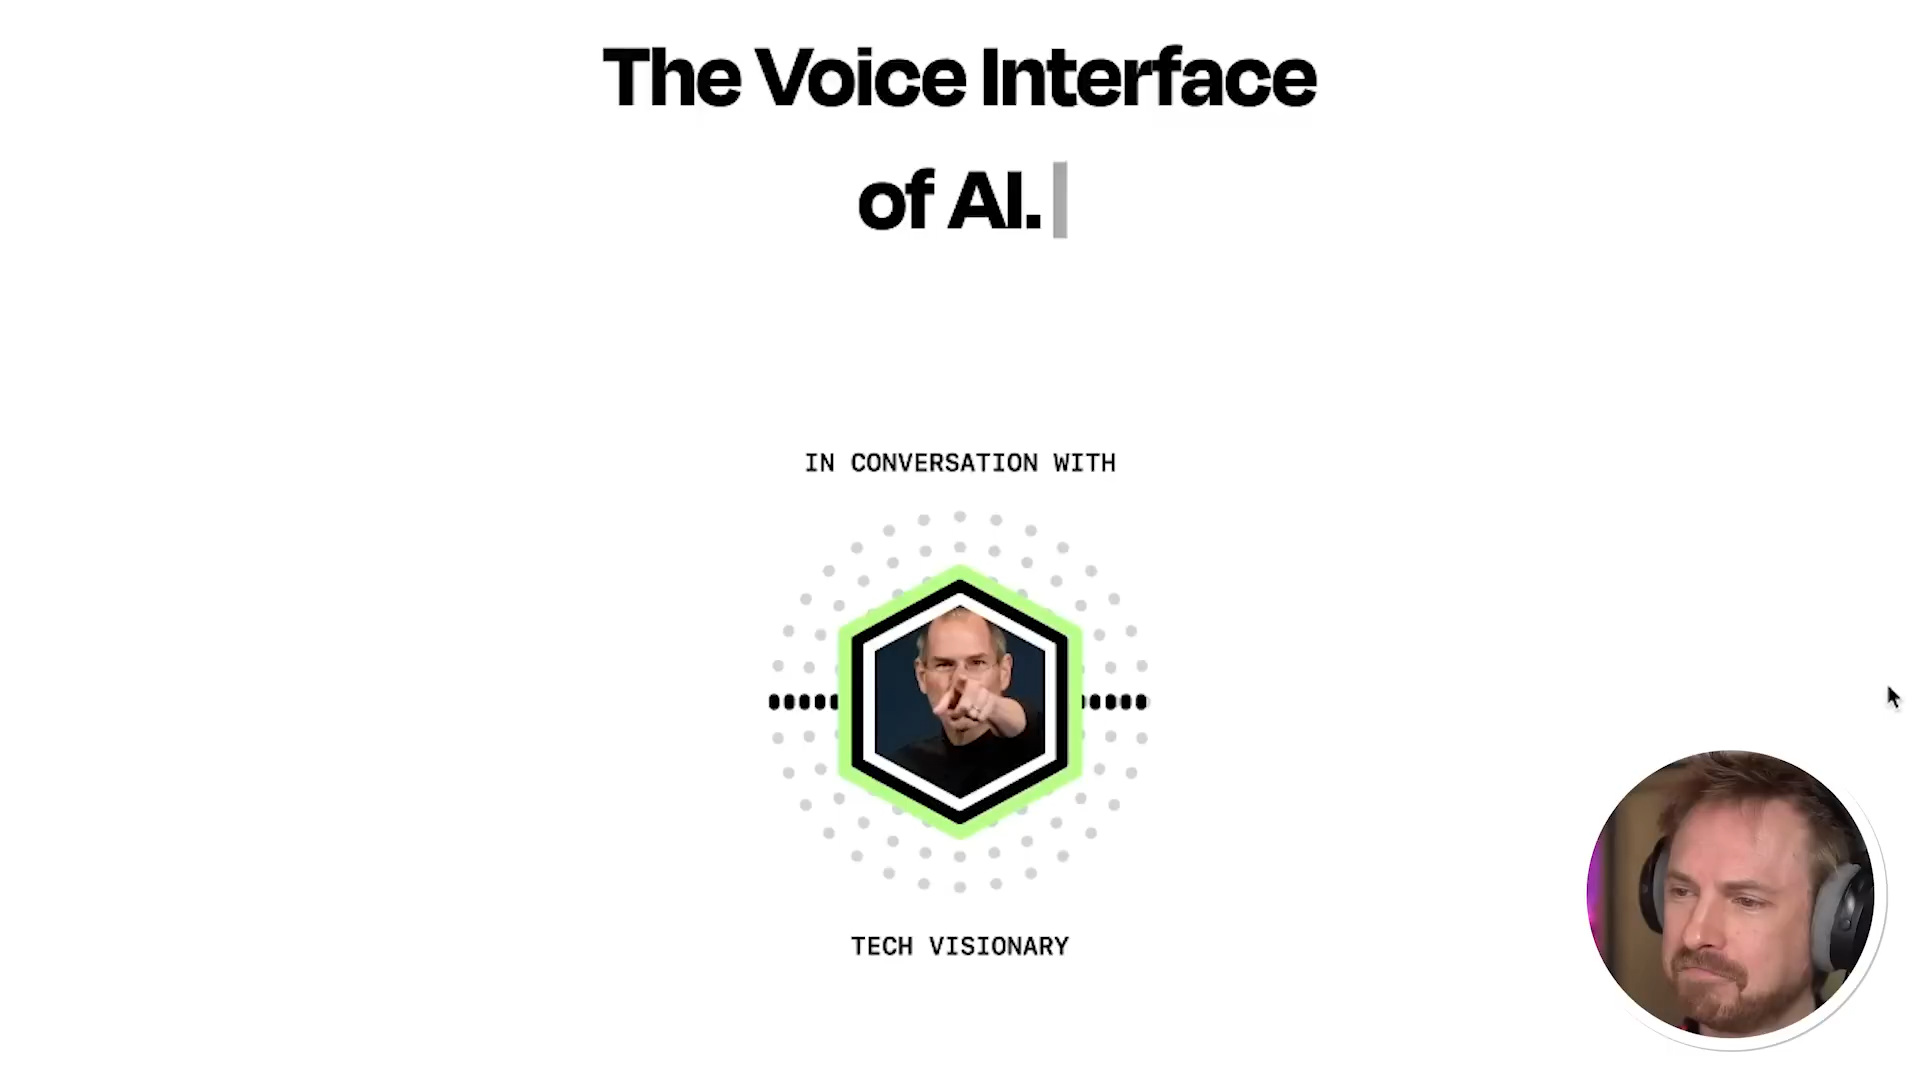 The Voice Interface
of AI.
IN CONVERSATION WITH
TECH VISIONARY